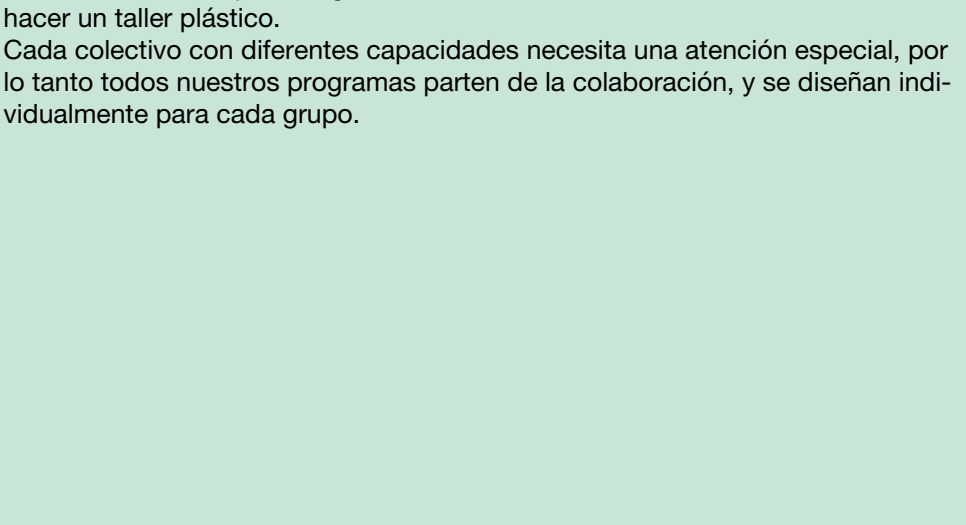 hacer un taller plástico.
Cada colectivo con diferentes capacidades necesita una atención especial, por
lo tanto todos nuestros programas parten de la colaboración, y se diseñan indi-
vidualmente para cada grupo.